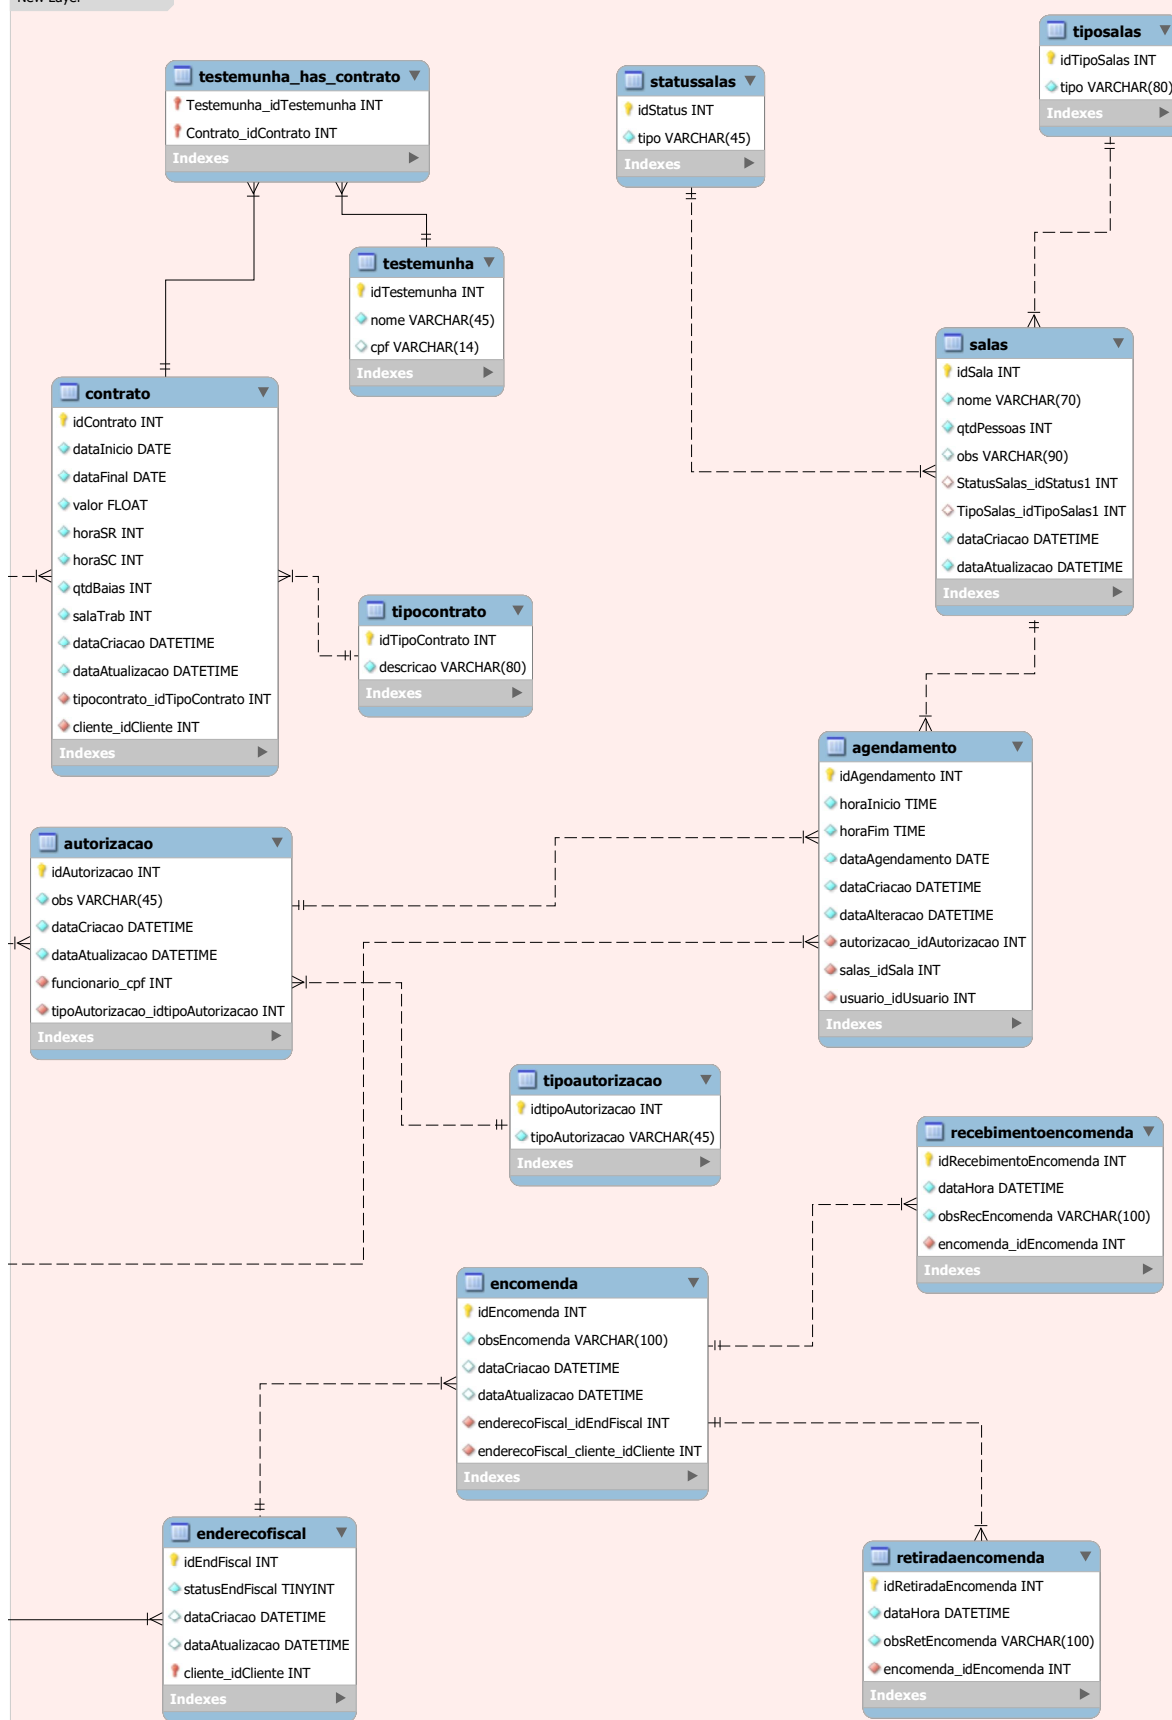 New Layer
tiposalas
idTipoSalas INT
tipo VARCHAR(80)
Indexes
testemunha_has_contrato
Testemunha_idTestemunha INT
Contrato_idContrato INT
Indexes
statussalas
idStatus INT
tipo VARCHAR(45)
Indexes
testemunha
idTestemunha INT
nome VARCHAR(45)
cpf VARCHAR(14)
Indexes
salas
idSala INT
nome VARCHAR(70)
qtdPessoas INT
obs VARCHAR(90)
StatusSalas_idStatus1 INT
TipoSalas_idTipoSalas1 INT
dataCriacao DATETIME
dataAtualizacao DATETIME
Indexes
contrato
idContrato INT
dataInicio DATE
dataFinal DATE
valor FLOAT
horaSR INT
horaSC INT
qtdBaias INT
salaTrab INT
dataCriacao DATETIME
dataAtualizacao DATETIME
tipocontrato_idTipoContrato INT
cliente_idCliente INT
Indexes
tipocontrato
idTipoContrato INT
descricao VARCHAR(80)
Indexes
agendamento
idAgendamento INT
horaInicio TIME
horaFim TIME
dataAgendamento DATE
dataCriacao DATETIME
dataAlteracao DATETIME
autorizacao_idAutorizacao INT
salas_idSala INT
usuario_idUsuario INT
Indexes
autorizacao
idAutorizacao INT
obs VARCHAR(45)
dataCriacao DATETIME
dataAtualizacao DATETIME
funcionario_cpf INT
tipoAutorizacao_idtipoAutorizacao INT
Indexes
tipoautorizacao
idtipoAutorizacao INT
tipoAutorizacao VARCHAR(45)
Indexes
recebimentoencomenda
idRecebimentoEncomenda INT
dataHora DATETIME
obsRecEncomenda VARCHAR(100)
encomenda_idEncomenda INT
Indexes
encomenda
idEncomenda INT
obsEncomenda VARCHAR(100)
dataCriacao DATETIME
dataAtualizacao DATETIME
enderecoFiscal_idEndFiscal INT
enderecoFiscal_cliente_idCliente INT
Indexes
enderecofiscal
idEndFiscal INT
statusEndFiscal TINYINT
dataCriacao DATETIME
dataAtualizacao DATETIME
cliente_idCliente INT
Indexes
retiradaencomenda
idRetiradaEncomenda INT
dataHora DATETIME
obsRetEncomenda VARCHAR(100)
encomenda_idEncomenda INT
Indexes